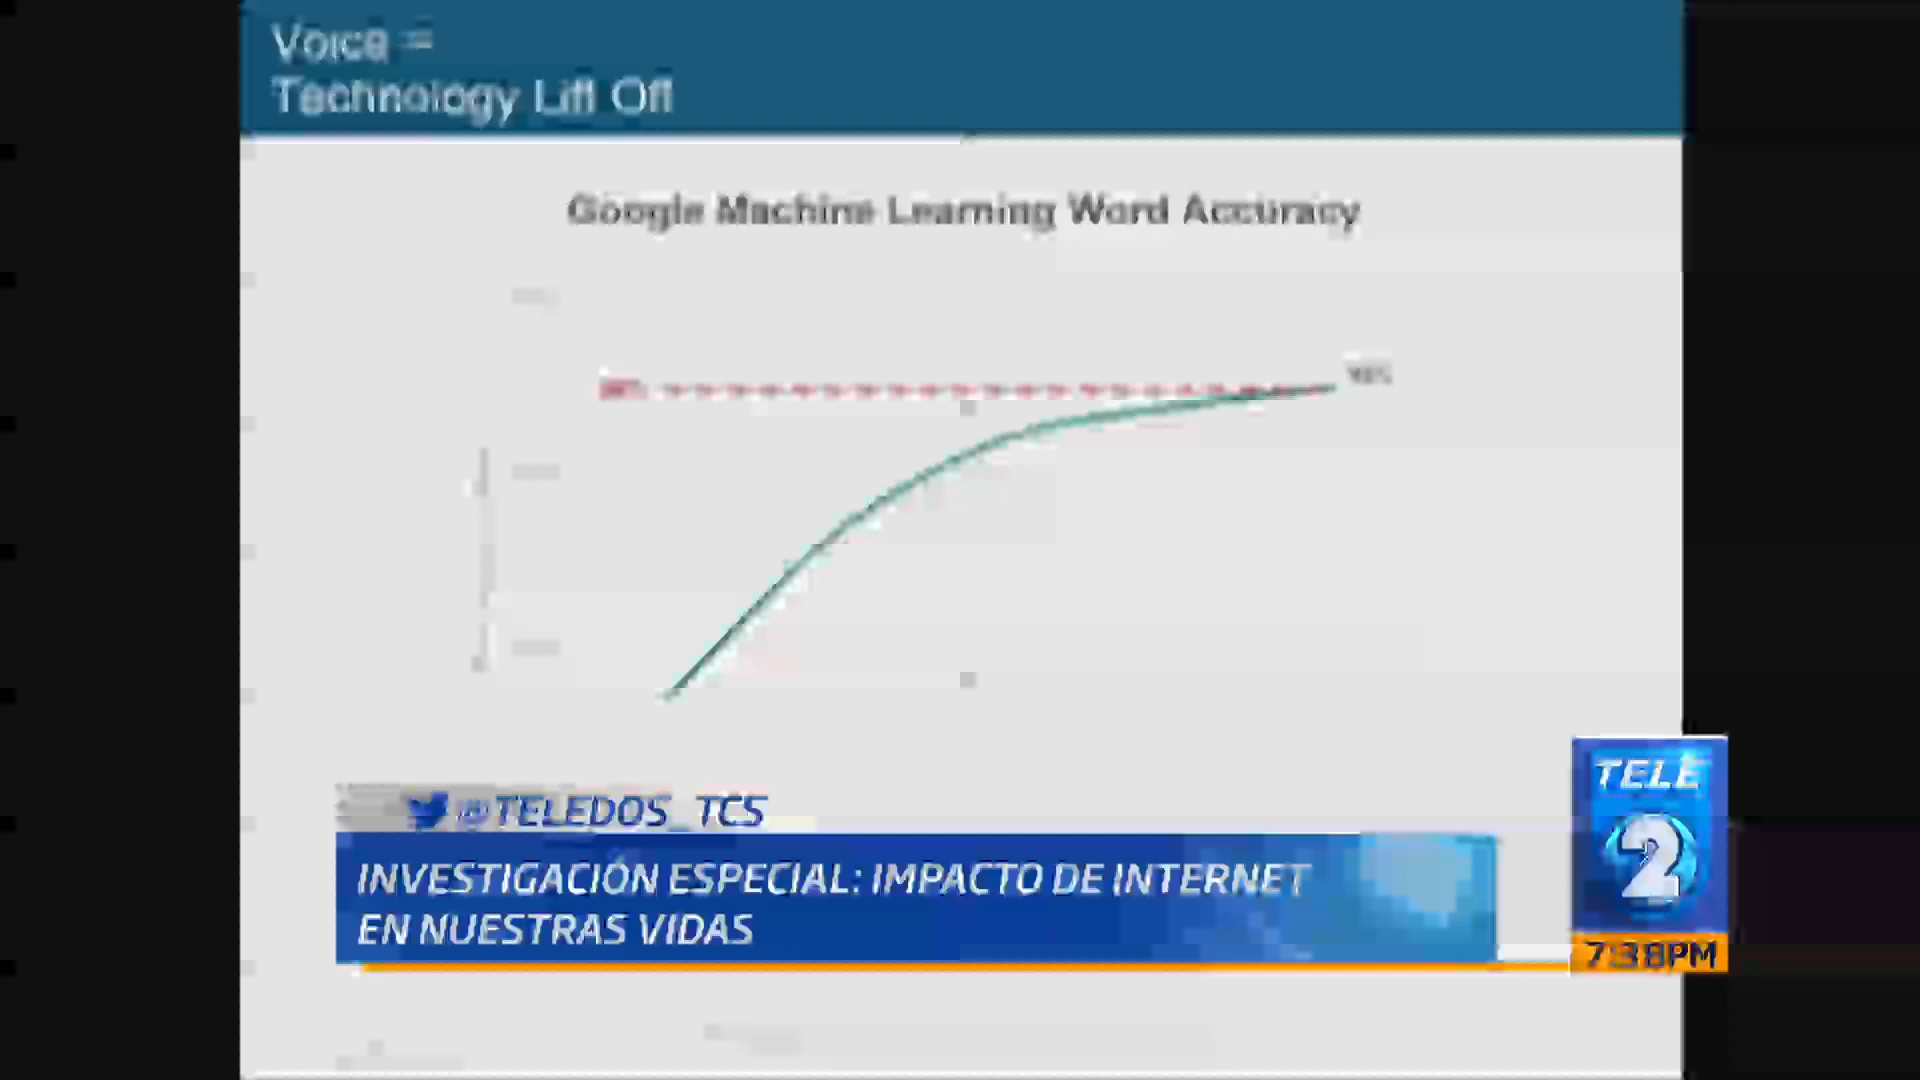 Voice =
Technology Lift Off
Google Machine Learning Word Accuracy
@TELEDOS_TCS
INVESTIGACIÓN ESPECIAL: IMPACTO DE INTERNET
EN NUESTRAS VIDAS
TELE
2
7:38PM